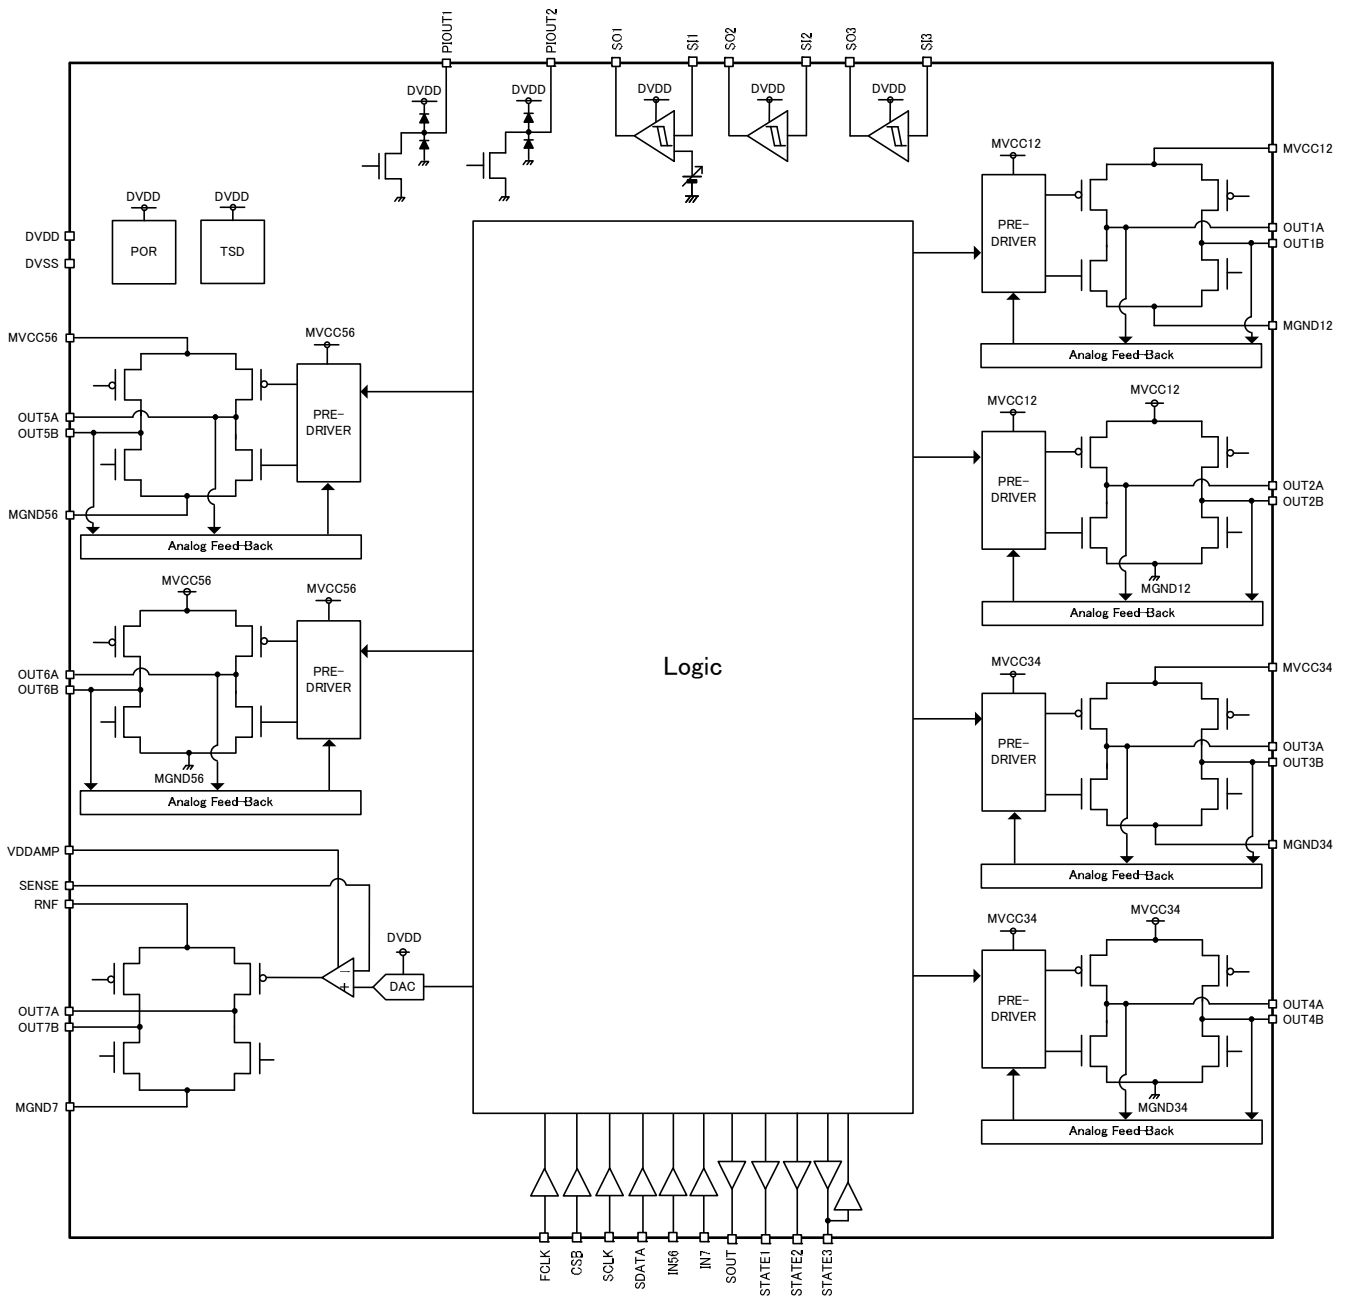 PIOUT1
PIOUT2
SO1
SI1
SO2
SI2
SO3
SI3
DVDD
DVDD
DVDD
DVDD
DVDD
MVCC12
MVCC12
DVDD
DVDD
PRE-
DRIVER
OUT1A
OUT1B
DVDD
DVSS
POR
TSD
MVCC56
MVCC56
MGND12
Analog Feed-Back
PRE-
DRIVER
OUT5A
OUT5B
MVCC12
MVCC12
PRE-
DRIVER
OUT2A
OUT2B
MGND56
Analog Feed-Back
MGND12
Analog Feed-Back
MVCC56
MVCC56
PRE-
DRIVER
OUT6A
OUT6B
Logic
MVCC34
MVCC34
PRE-
DRIVER
OUT3A
OUT3B
MGND56
Analog Feed-Back
MGND34
Analog Feed-Back
VDDAMP
SENSE
RNF
DVDD
DAC
OUT7A
OUT7B
MGND7
MVCC34
MVCC34
PRE-
DRIVER
OUT4A
OUT4B
MGND34
Analog Feed-Back
FCLK
CSB
SCLK
SDATA
IN56
IN7
SOUT
STATE1
STATE2
STATE3